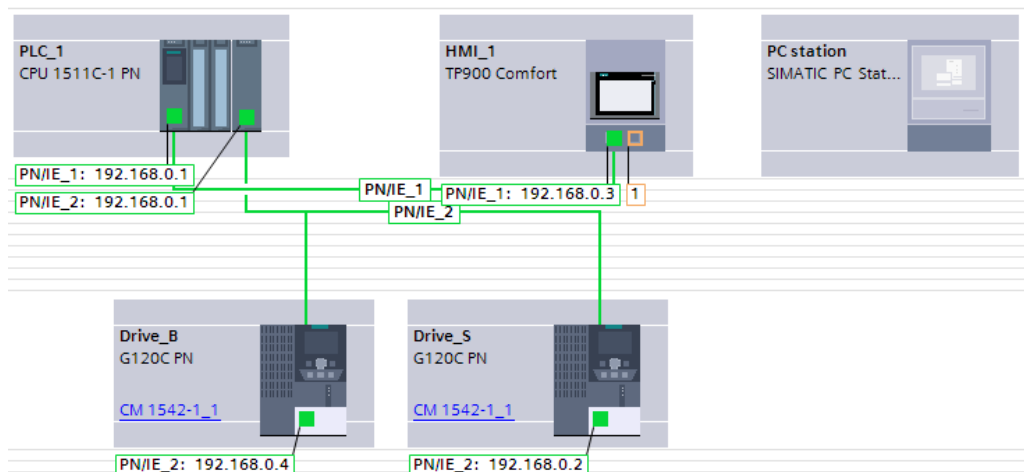 PLC_1
CPU 1511C-1 PN
HMI_1
TP900 Comfort
PC station
SIMATIC PC Stat...
PN/IE_1: 192.168.0.1
PN/IE_2: 192.168.0.1
PN/IE_1
PN/IE_1: 192.168.0.3
1
PN/IE_2
Drive_B
G120C PN
CM 1542-1_1
PN/IE_2: 192.168.0.4
Drive_S
G120C PN
CM 1542-1_1
PN/IE_2: 192.168.0.2